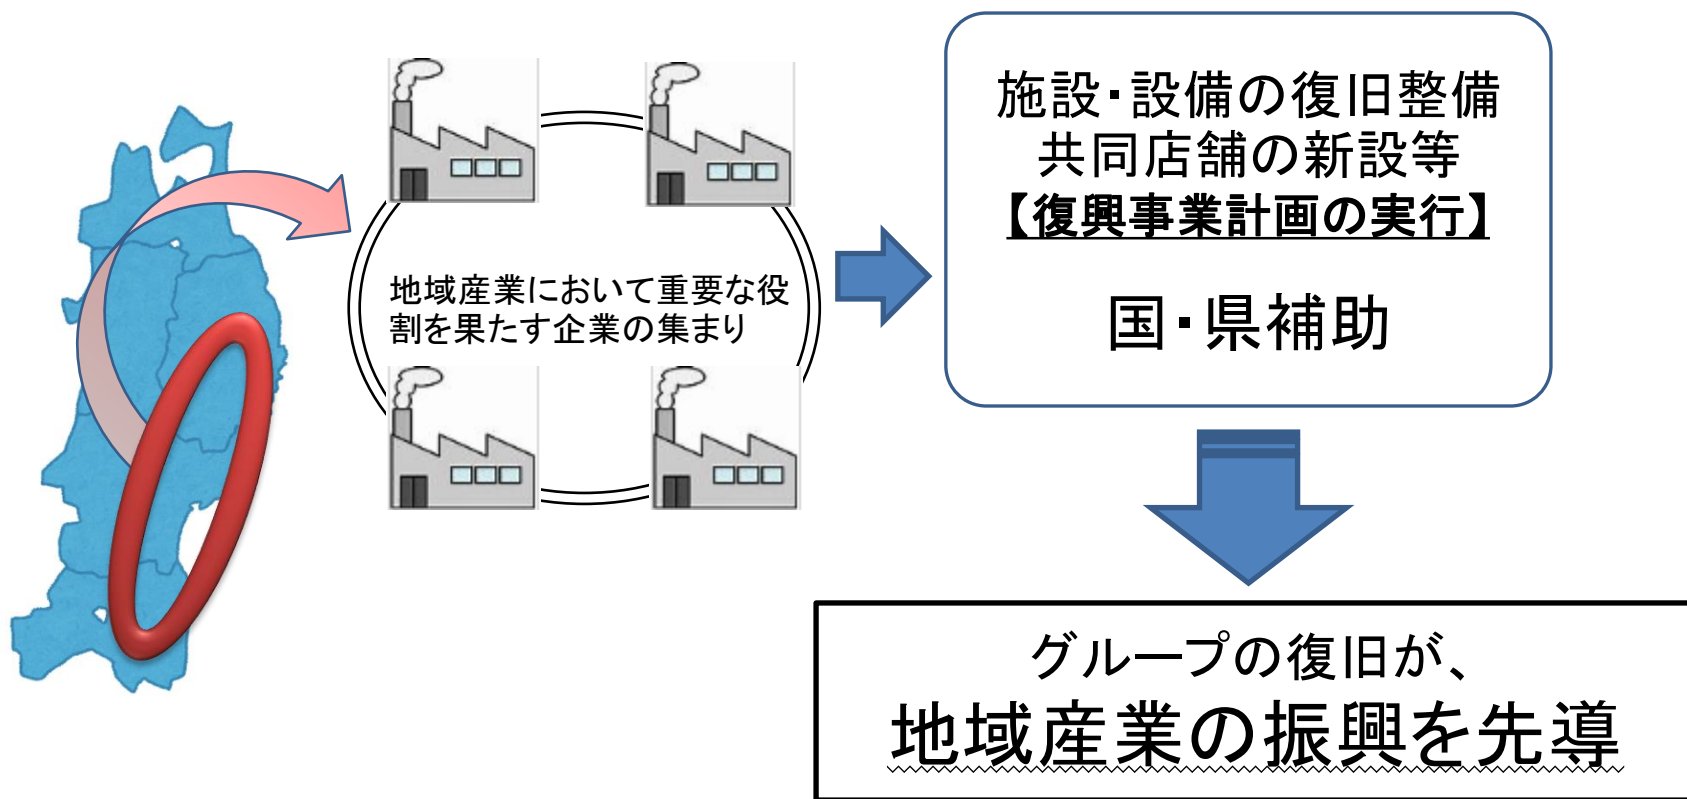 地域産業において重要な役
割を果たす企業の集まり
施設・設備の復旧整備
共同店舗の新設等
【復興事業計画の実行】
国・県補助
グループの復旧が、
地域産業の振興を先導